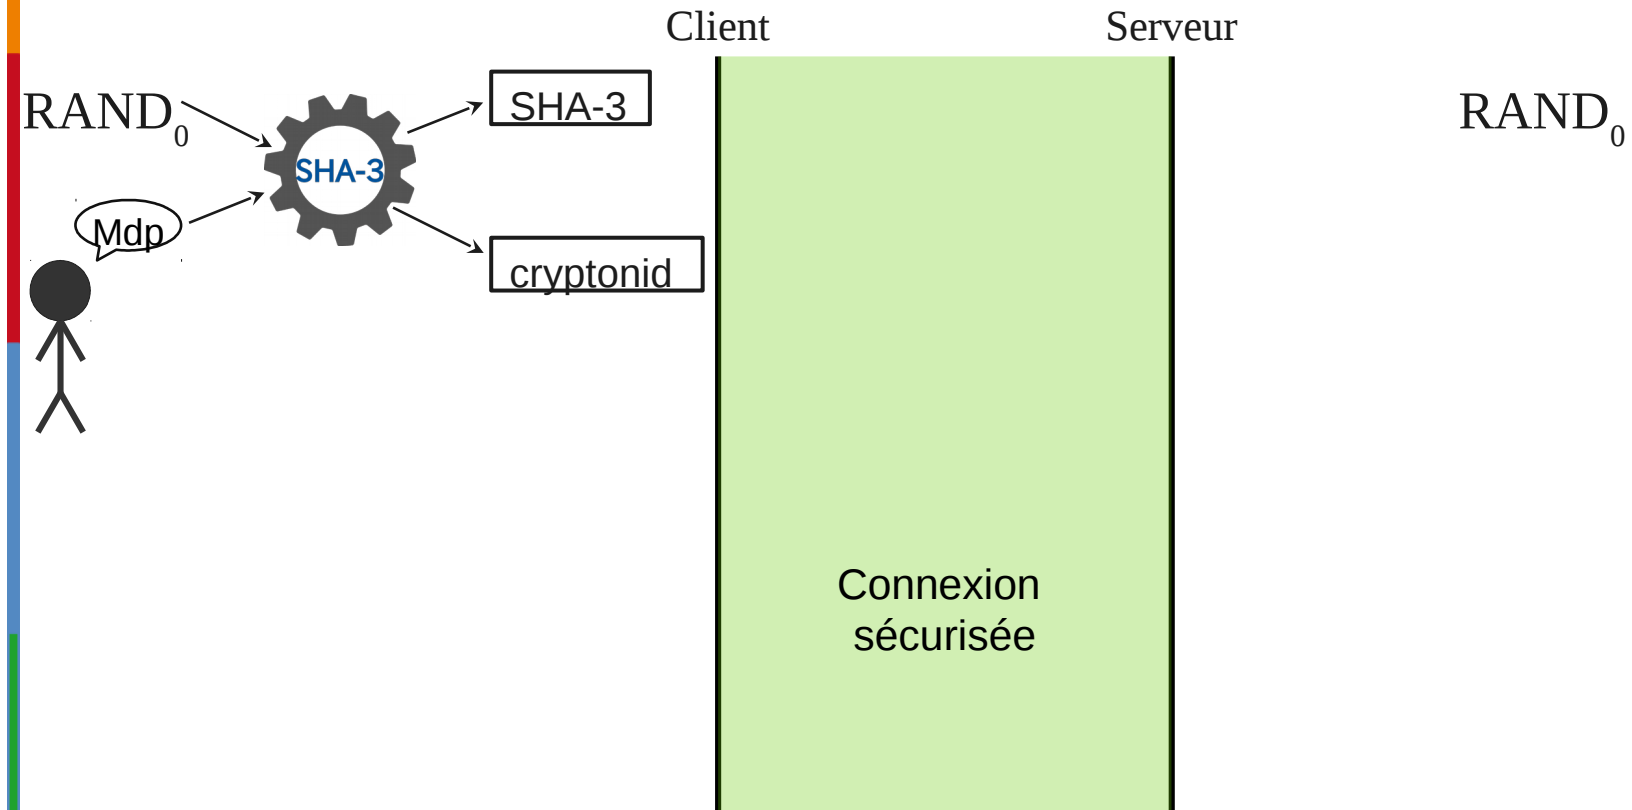 Client
Serveur
RAND0
SHA-3
RAND0
SHA-3
Mdp
cryptonid
Connexion
sécurisée